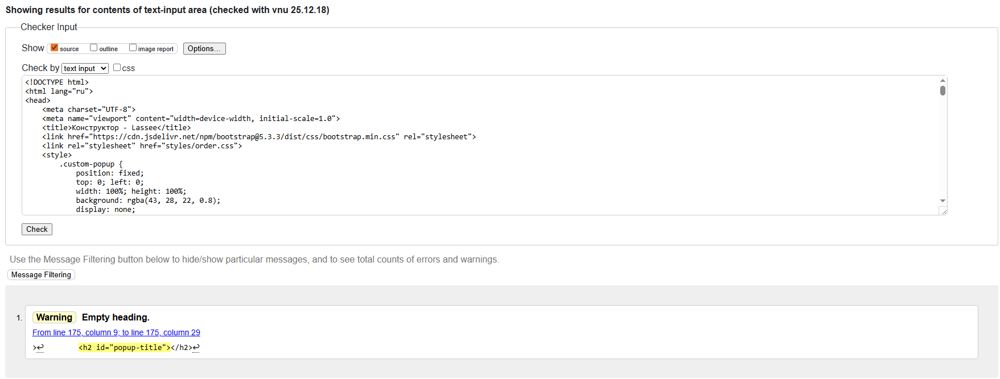 Showing results for contents of text-input area (checked with vnu 25.12.18)
Checker Input
Show source outline image report Options...
Check by text input css
<!DOCTYPE html>
<html lang="ru">
<head>
    <meta charset="UTF-8">
    <meta name="viewport" content="width=device-width, initial-scale=1.0">
    <title>Конструктор - Lassee</title>
    <link href="https://cdn.jsdelivr.net/npm/bootstrap@5.3.3/dist/css/bootstrap.min.css" rel="stylesheet">
    <link rel="stylesheet" href="styles/order.css">
    <style>
        .custom-popup {
            position: fixed;
            top: 0; left: 0;
            width: 100%; height: 100%;
            background: rgba(43, 28, 22, 0.8);
            display: none;
Check
Use the Message Filtering button below to hide/show particular messages, and to see total counts of errors and warnings.
Message Filtering
1. Warning Empty heading.
From line 175, column 9; to line 175, column 29
>↩        <h2 id="popup-title"></h2>↩